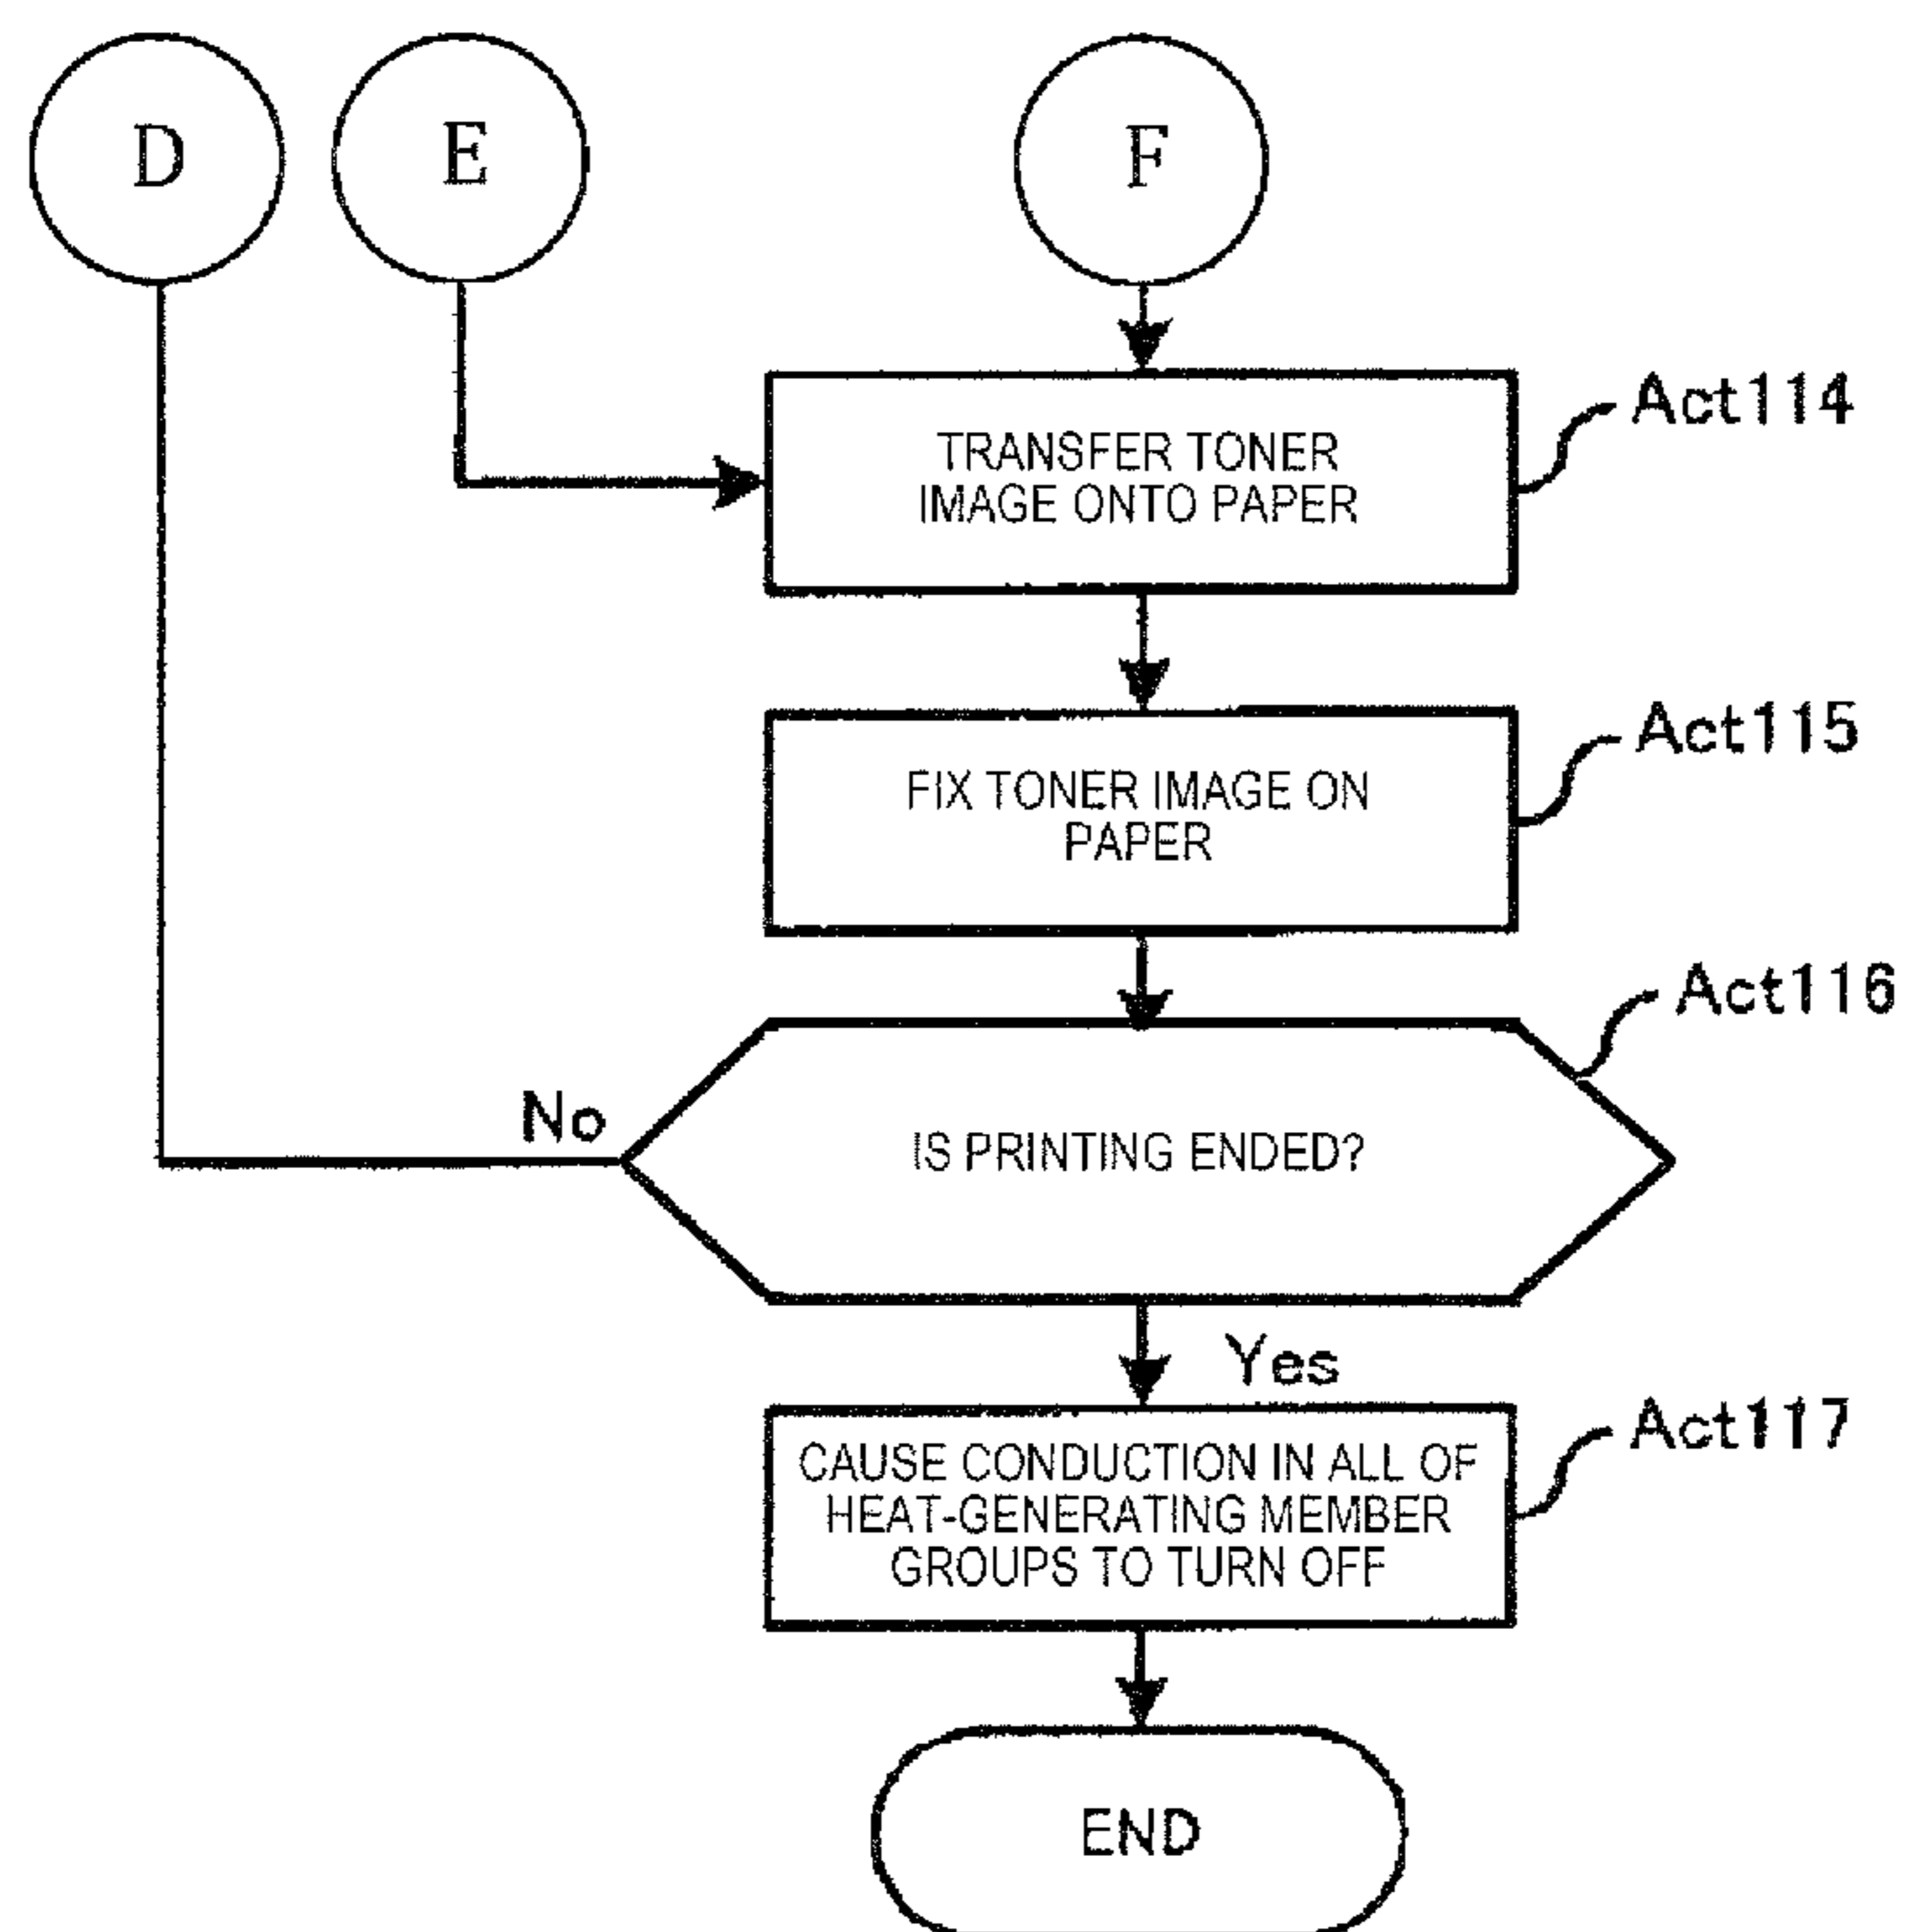 D
E
F
TRANSFER TONER
IMAGE ONTO PAPER
Act114
FIX TONER IMAGE ON
PAPER
Act115
Act116
No
IS PRINTING ENDED?
Yes
CAUSE CONDUCTION IN ALL OF
HEAT-GENERATING MEMBER
GROUPS TO TURN OFF
Act117
END